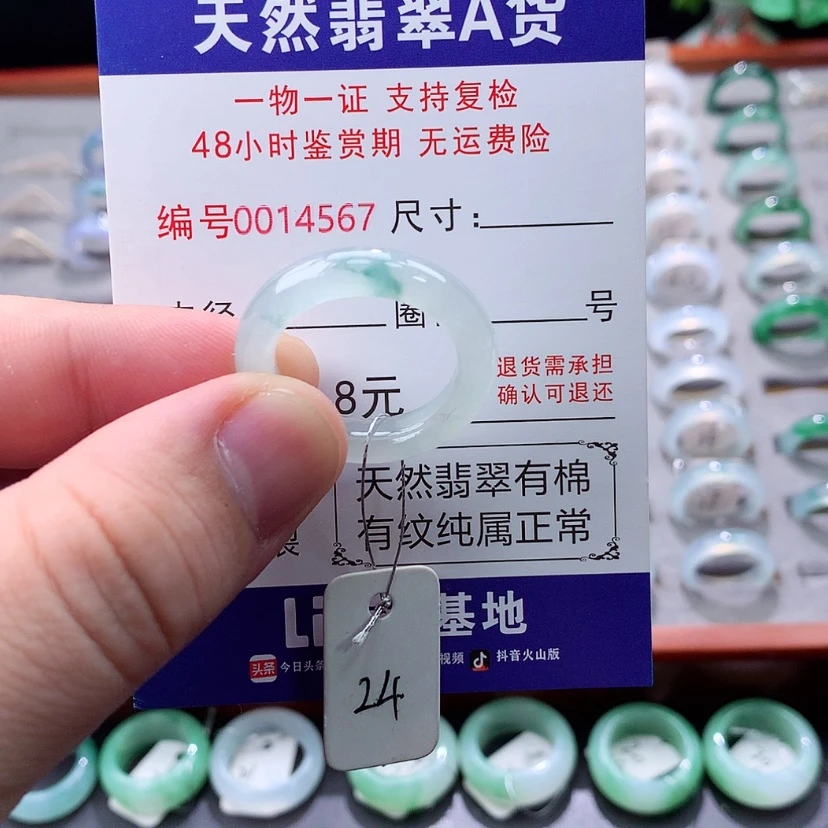 天然翡翠A货
一物一证 支持复检
48小时鉴赏期 无运费险
编号0014567 尺寸:
圈 号
8元
退货需承担
确认可退还
天然翡翠有棉
有纹纯属正常
基地
头条 今日头条 视频 抖音火山版
24